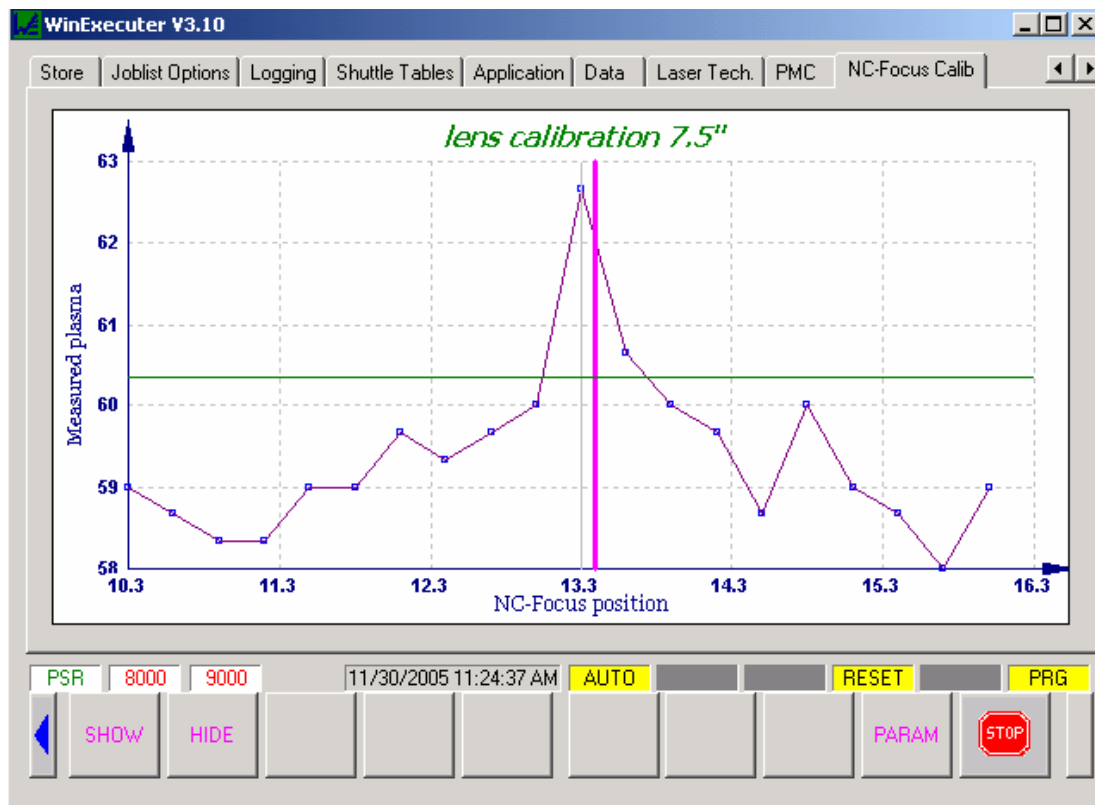 WinExecuter V3.10
Store Joblist Options Logging Shuttle Tables Application Data Laser Tech. PMC NC-Focus Calib
lens calibration 7.5"
Measured plasma
63
62
61
60
59
58
10.3 11.3 12.3 13.3 14.3 15.3 16.3
NC-Focus position
PSR 8000 9000 11/30/2005 11:24:37 AM AUTO RESET PRG
SHOW HIDE PARAM STOP